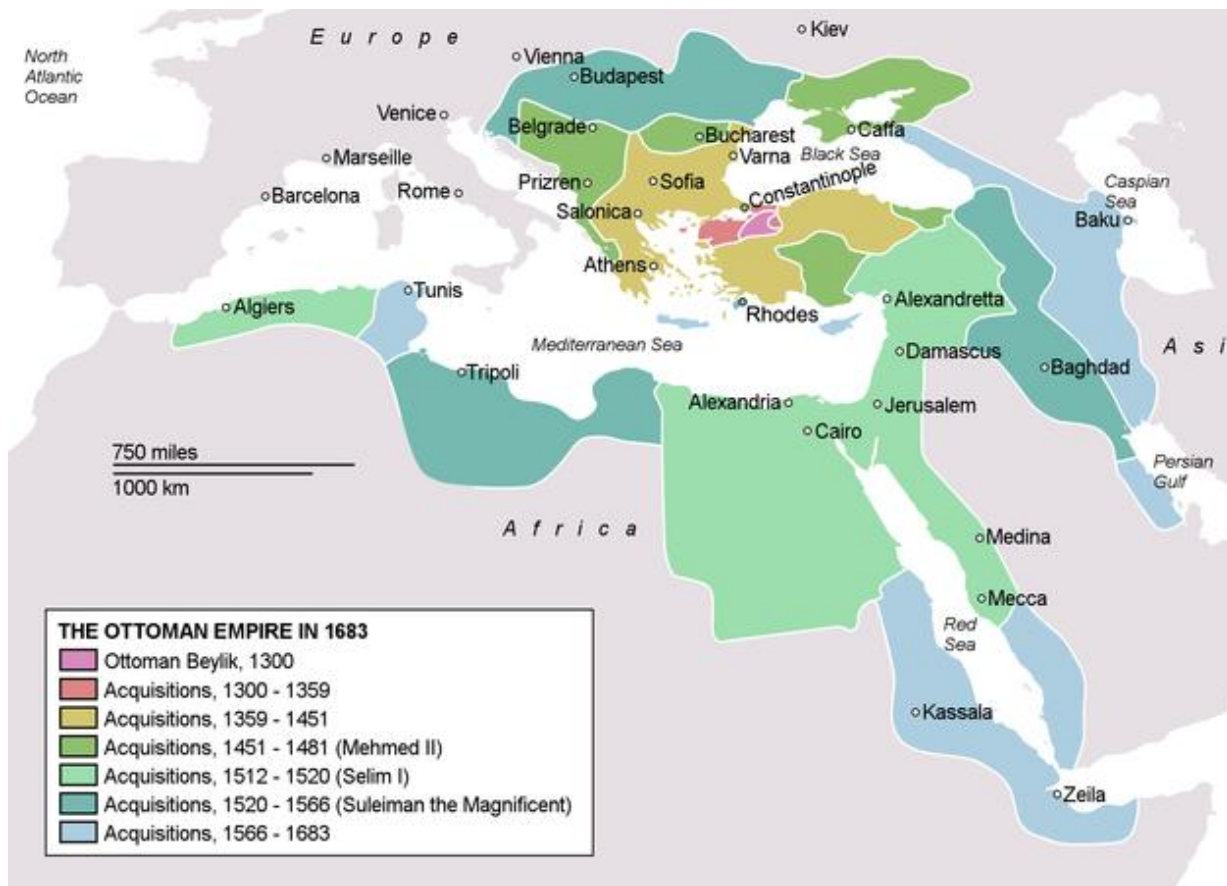 Europe
Kiev
North
Atlantic
Ocean
Vienna
Budapest
Venice
Belgrade
Bucharest
Caffa
Marseille
Varna
Black Sea
Barcelona
Rome
Prizren
Sofia
Constantinople
Caspian
Sea
Salonica
Baku
Athens
Tunis
Algiers
Alexandretta
Rhodes
Mediterranean Sea
Asi
Damascus
Tripoli
Baghdad
Alexandria
Jerusalem
Cairo
750 miles
1000 km
Persian
Gulf
Africa
Medina
Mecca
Red
Sea
Kassala
Zeila
THE OTTOMAN EMPIRE IN 1683
Ottoman Beylik, 1300
Acquisitions, 1300 - 1359
Acquisitions, 1359 - 1451
Acquisitions, 1451 - 1481 (Mehmed II)
Acquisitions, 1512 - 1520 (Selim I)
Acquisitions, 1520 - 1566 (Suleiman the Magnificent)
Acquisitions, 1566 - 1683